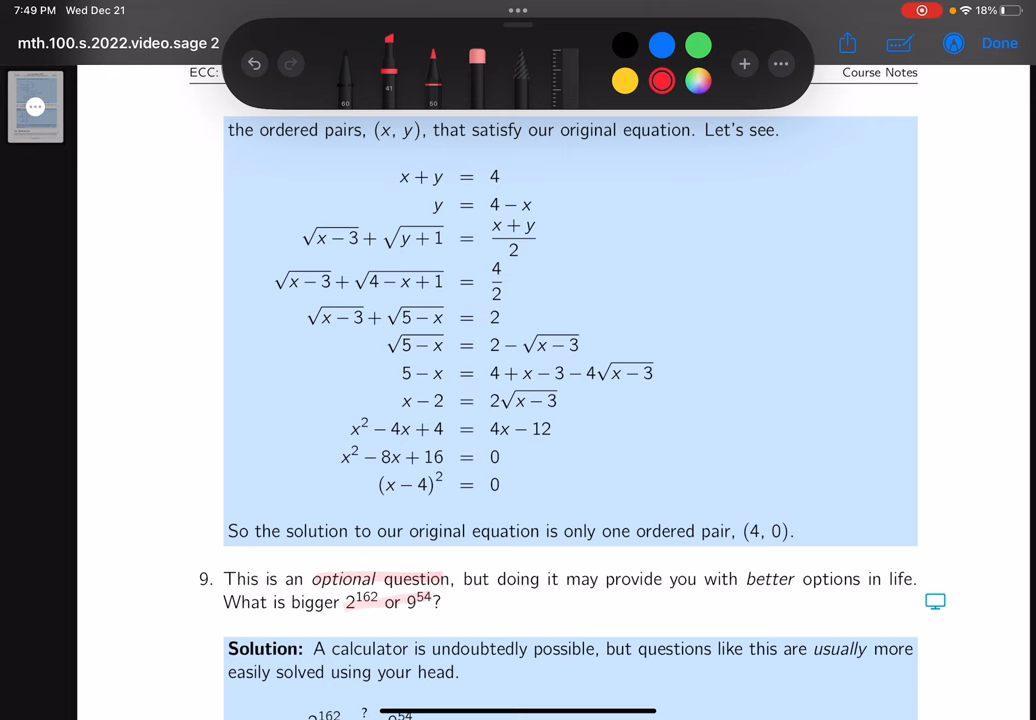 7:49 PM Wed Dec 21
18%
mth.100.s.2022.video.sage 2
60
41
50
Done
ECC:
Course Notes
the ordered pairs, (x, y), that satisfy our original equation. Let's see.
x + y = 4
y = 4 − x
√(x − 3) + √(y + 1) = (x + y)/2
√(x − 3) + √(4 − x + 1) = 4/2
√(x − 3) + √(5 − x) = 2
√(5 − x) = 2 − √(x − 3)
5 − x = 4 + x − 3 − 4√(x − 3)
x − 2 = 2√(x − 3)
x² − 4x + 4 = 4x − 12
x² − 8x + 16 = 0
(x − 4)² = 0
So the solution to our original equation is only one ordered pair, (4, 0).
9. This is an optional question, but doing it may provide you with better options in life.
What is bigger 2¹⁶² or 9⁵⁴?
Solution: A calculator is undoubtedly possible, but questions like this are usually more
easily solved using your head.
2¹⁶² ? 9⁵⁴